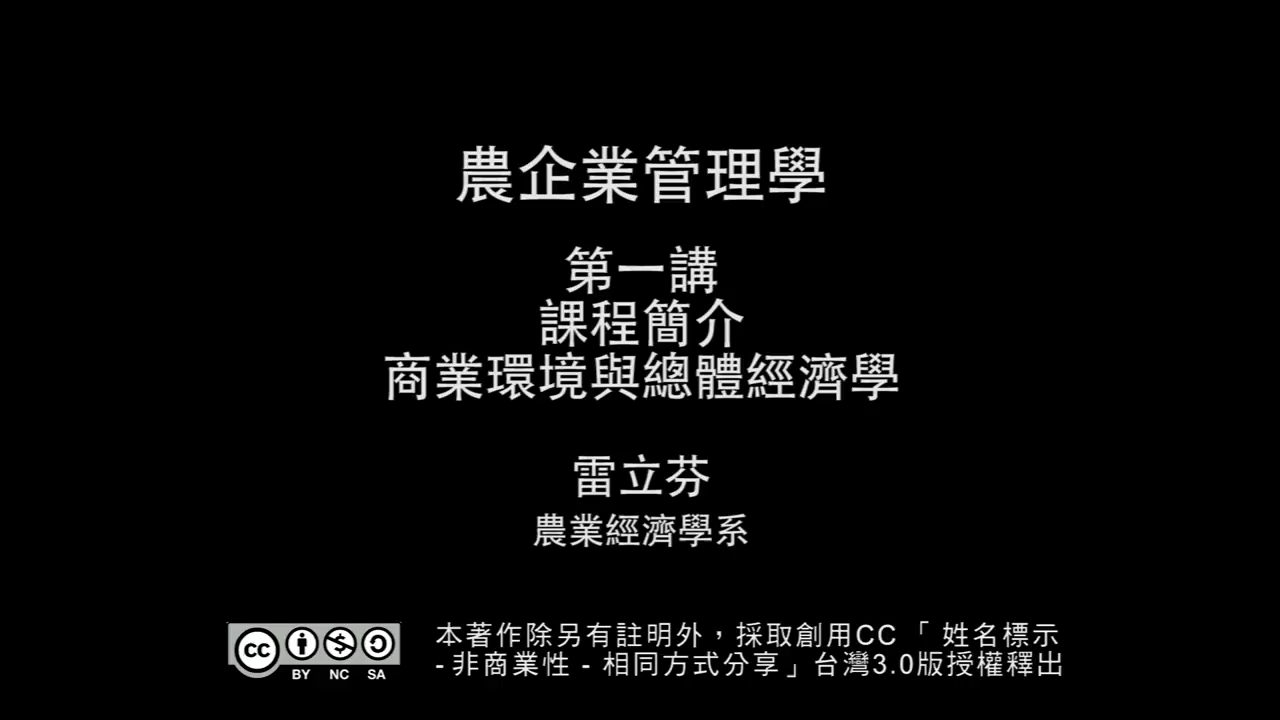 農企業管理學
第一講
課程簡介
商業環境與總體經濟學
雷立芬
農業經濟學系
cc BY NC SA
本著作除另有註明外，採取創用CC「 姓名標示
- 非商業性 - 相同方式分享」台灣3.0版授權釋出